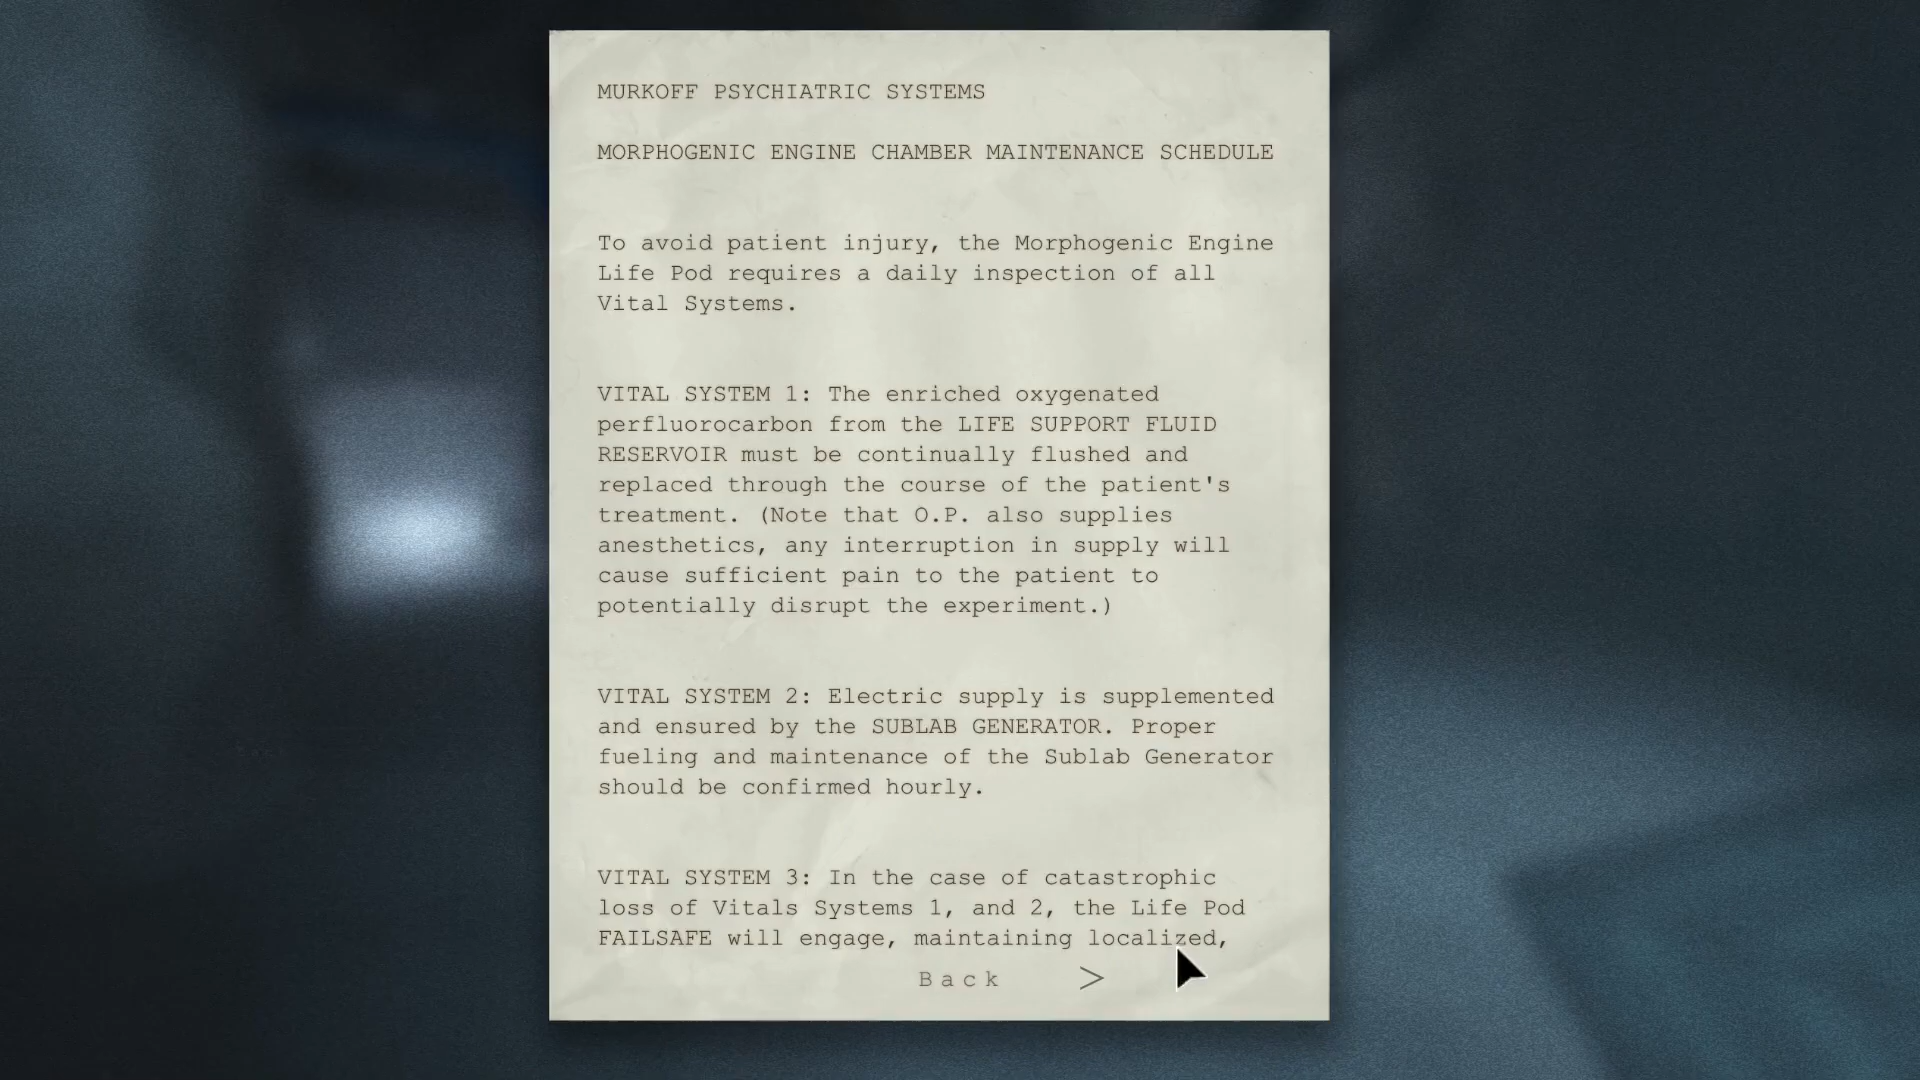 MURKOFF PSYCHIATRIC SYSTEMS
MORPHOGENIC ENGINE CHAMBER MAINTENANCE SCHEDULE
To avoid patient injury, the Morphogenic Engine
Life Pod requires a daily inspection of all
Vital Systems.
VITAL SYSTEM 1: The enriched oxygenated
perfluorocarbon from the LIFE SUPPORT FLUID
RESERVOIR must be continually flushed and
replaced through the course of the patient's
treatment. (Note that O.P. also supplies
anesthetics, any interruption in supply will
cause sufficient pain to the patient to
potentially disrupt the experiment.)
VITAL SYSTEM 2: Electric supply is supplemented
and ensured by the SUBLAB GENERATOR. Proper
fueling and maintenance of the Sublab Generator
should be confirmed hourly.
VITAL SYSTEM 3: In the case of catastrophic
loss of Vitals Systems 1, and 2, the Life Pod
FAILSAFE will engage, maintaining localized,
Back >